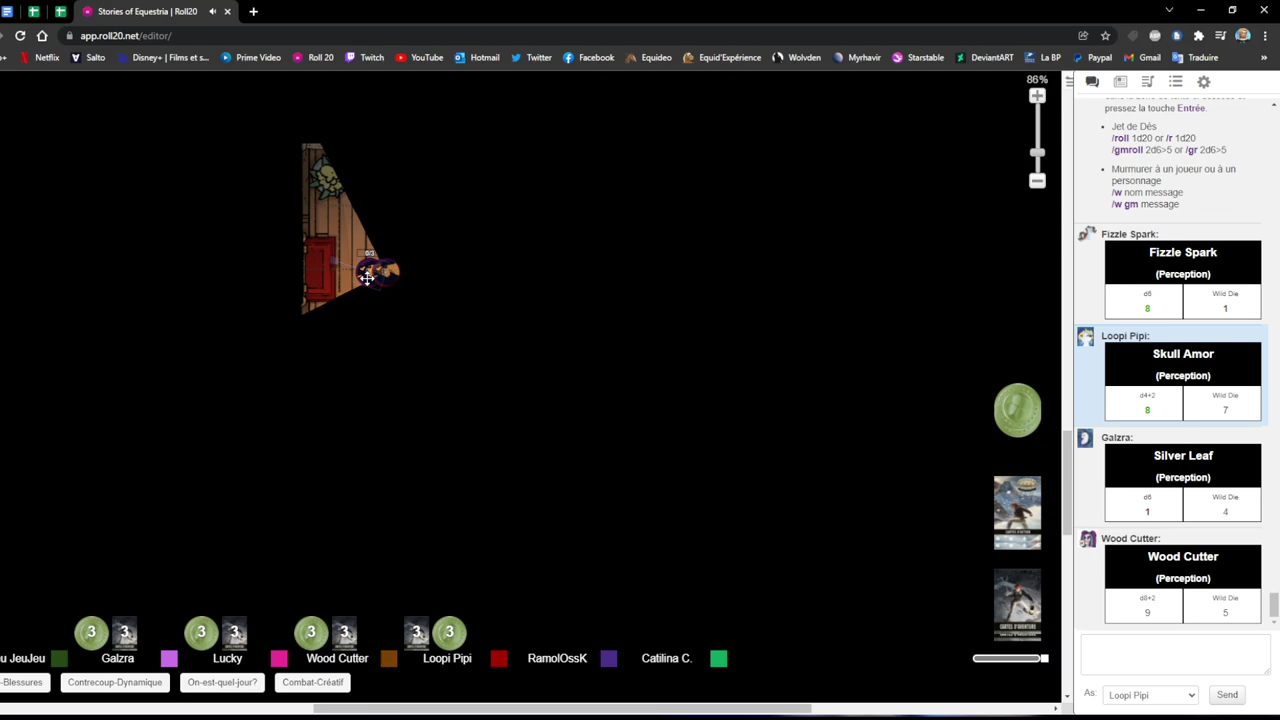 Stories of Equestria | Roll20
app.roll20.net/editor/
Netflix Salto Disney+ | Films et s... Prime Video Roll 20 Twitch YouTube Hotmail Twitter Facebook Equideo Equid'Expérience Wolvden Myrhavir Starstable DeviantART La BP Paypal Gmail Traduire »
86%
pressez la touche Entrée.
• Jet de Dés
/roll 1d20 or /r 1d20
/gmroll 2d6>5 or /gr 2d6>5
• Murmurer à un joueur ou à un
personnage
/w nom message
/w gm message
Fizzle Spark:
Fizzle Spark
(Perception)
d6 Wild Die
8 1
Loopi Pipi:
Skull Amor
(Perception)
d4+2 Wild Die
8 7
Galzra:
Silver Leaf
(Perception)
d6 Wild Die
1 4
Wood Cutter:
Wood Cutter
(Perception)
d8+2 Wild Die
9 5
3 3 3 3 3 3 3 3
u JeuJeu Galzra Lucky Wood Cutter Loopi Pipi RamolOssK Catilina C.
-Blessures Contrecoup-Dynamique On-est-quel-jour? Combat-Créatif
As: Loopi Pipi Send